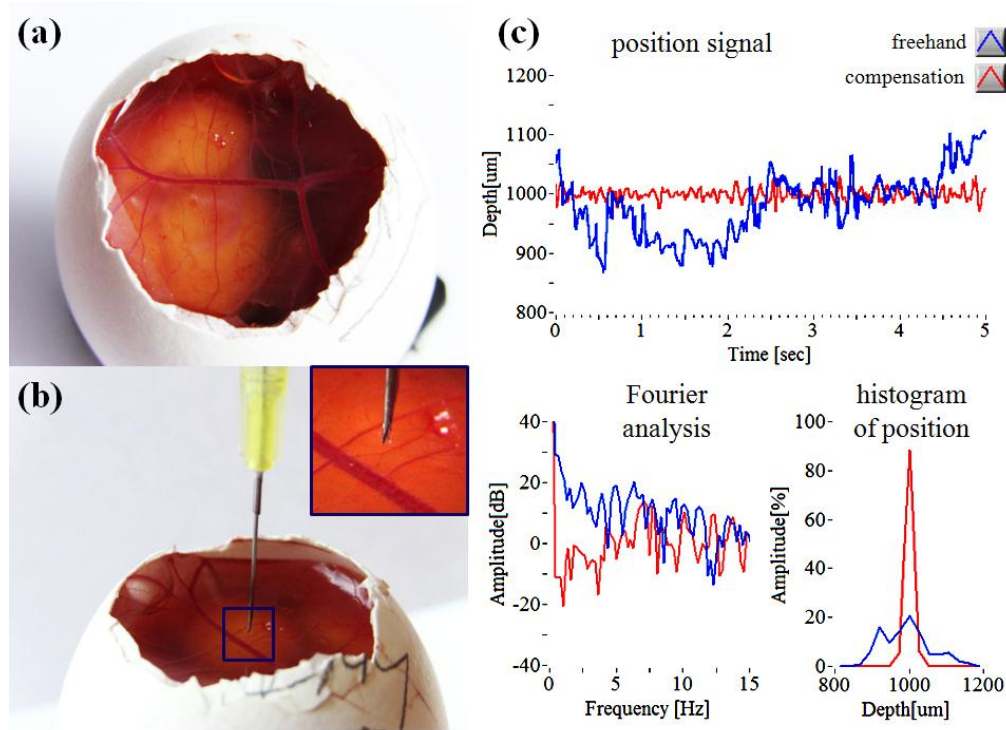 (a)
(b)
(c)
position signal
freehand
compensation
1200-
1100-
1000-
900-
800-
Depth[um]
0 1 2 3 4 5
Time [sec]
Fourier
analysis
40-
20-
0-
-20-
-40-
Amplitude[dB]
0 5 10 15
Frequency [Hz]
histogram
of position
100-
80-
60-
40-
20-
0-
Amplitude[%]
800 1000 1200
Depth[um]